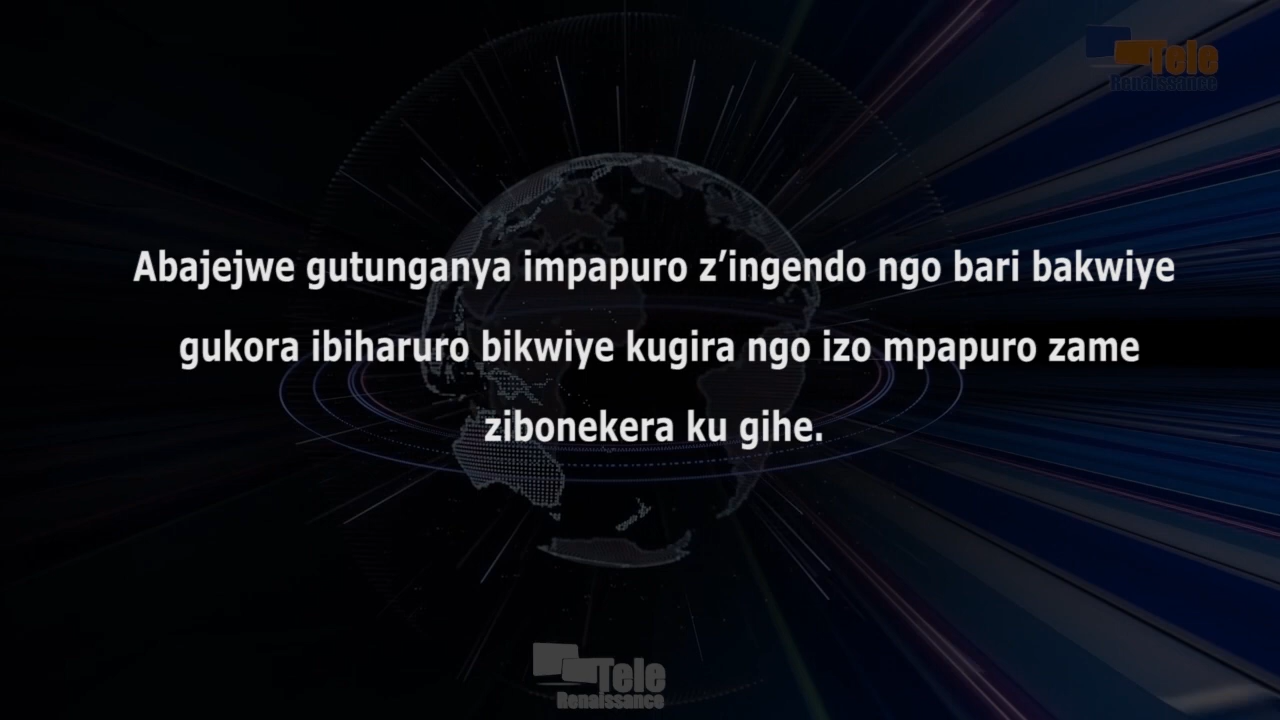 Tele
Renaissance
Abajejwe gutunganya impapuro z’ingendo ngo bari bakwiye
gukora ibiharuro bikwiye kugira ngo izo mpapuro zame
zibonekera ku gihe.
Tele
Renaissance